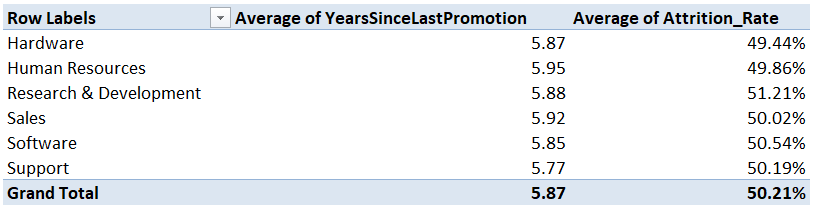 Row Labels Average of YearsSinceLastPromotion Average of Attrition_Rate
Hardware 5.87 49.44%
Human Resources 5.95 49.86%
Research & Development 5.88 51.21%
Sales 5.92 50.02%
Software 5.85 50.54%
Support 5.77 50.19%
Grand Total 5.87 50.21%